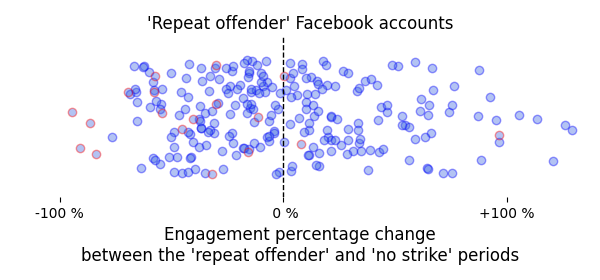 'Repeat offender' Facebook accounts
-100 % 0 % +100 %
Engagement percentage change
between the 'repeat offender' and 'no strike' periods